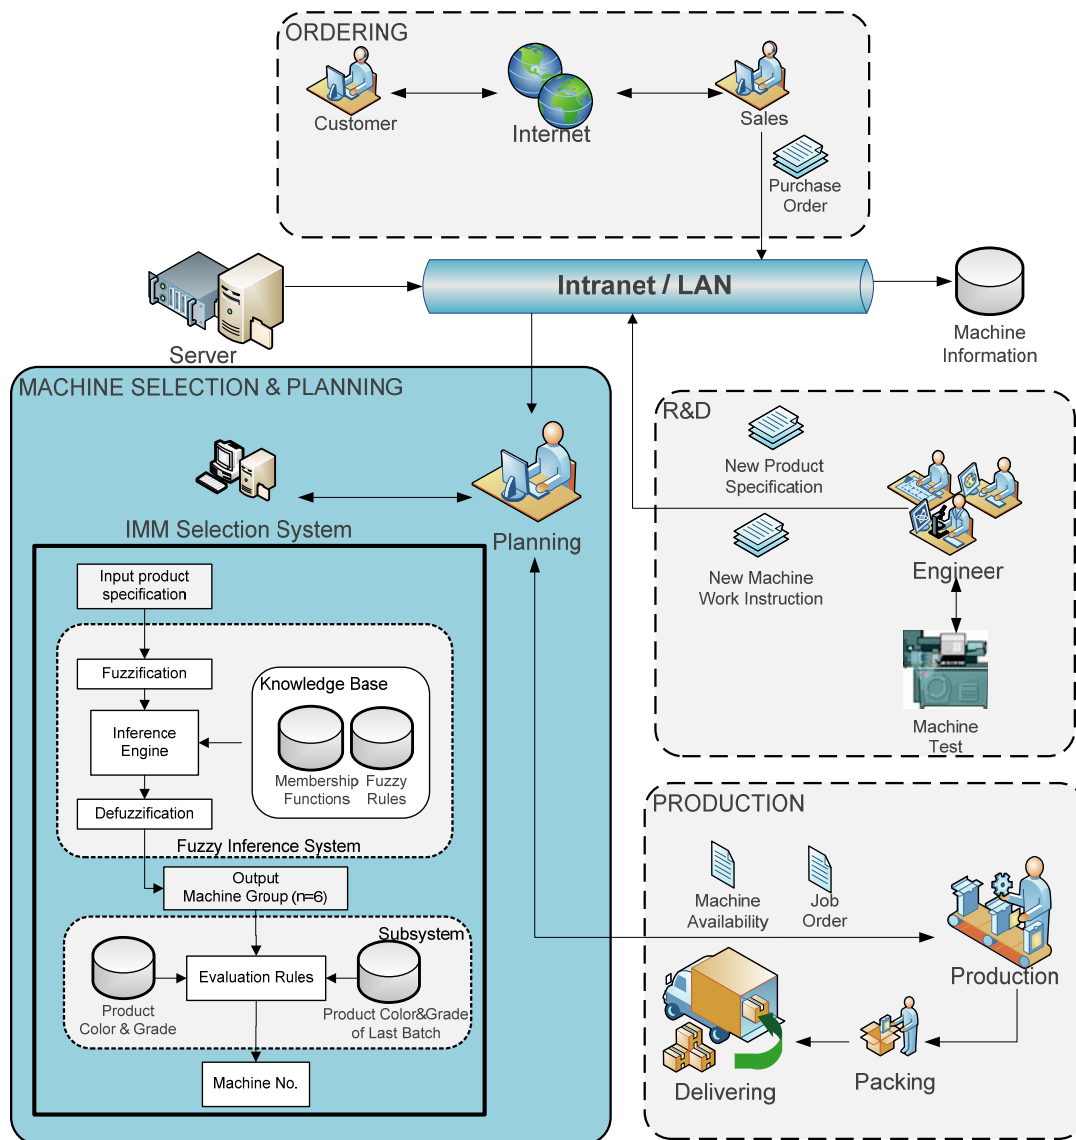 ORDERING
Customer
Internet
Sales
Purchase
Order
Intranet / LAN
Server
Machine
Information
MACHINE SELECTION & PLANNING
IMM Selection System
Planning
Input product
specification
Fuzzification
Inference
Engine
Defuzzification
Knowledge Base
Membership
Functions
Fuzzy
Rules
Fuzzy Inference System
Output
Machine Group (n=6)
Subsystem
Evaluation Rules
Product
Color & Grade
Product Color&Grade
of Last Batch
Machine No.
R&D
New Product
Specification
New Machine
Work Instruction
Engineer
Machine
Test
PRODUCTION
Machine
Availability
Job
Order
Production
Packing
Delivering